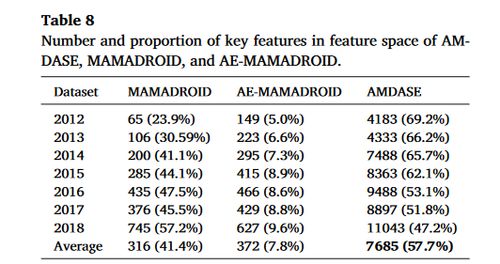 Table 8
Number and proportion of key features in feature space of AM-
DASE, MAMADROID, and AE-MAMADROID.
Dataset MAMADROID AE-MAMADROID AMDASE
2012 65 (23.9%) 149 (5.0%) 4183 (69.2%)
2013 106 (30.59%) 223 (6.6%) 4333 (66.2%)
2014 200 (41.1%) 295 (7.3%) 7488 (65.7%)
2015 285 (44.1%) 415 (8.9%) 8363 (62.1%)
2016 435 (47.5%) 466 (8.6%) 9488 (53.1%)
2017 376 (45.5%) 429 (8.8%) 8897 (51.8%)
2018 745 (57.2%) 627 (9.6%) 11043 (47.2%)
Average 316 (41.4%) 372 (7.8%) 7685 (57.7%)